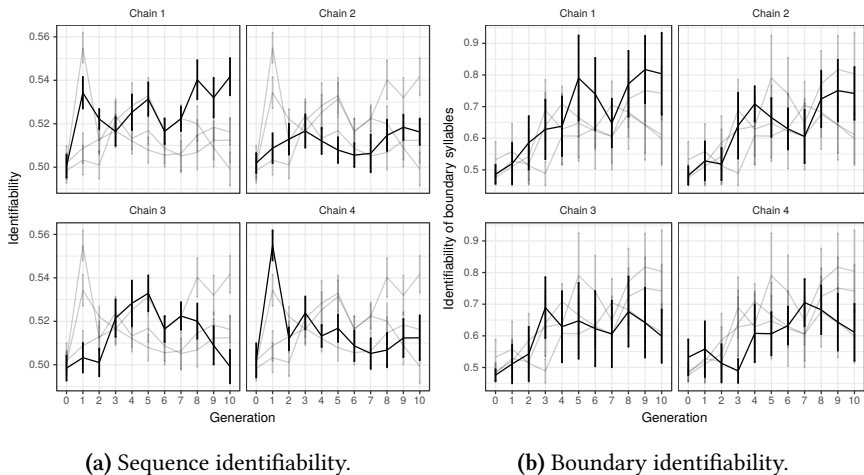 Chain 1
Chain 2
Chain 3
Chain 4
0.56
0.54
0.52
0.50
0.56
0.54
0.52
0.50
Identifiability
0 1 2 3 4 5 6 7 8 9 10
0 1 2 3 4 5 6 7 8 9 10
Generation
(a) Sequence identifiability.
Chain 1
Chain 2
Chain 3
Chain 4
0.9
0.8
0.7
0.6
0.5
0.9
0.8
0.7
0.6
0.5
Identifiability of boundary syllables
0 1 2 3 4 5 6 7 8 9 10
0 1 2 3 4 5 6 7 8 9 10
Generation
(b) Boundary identifiability.